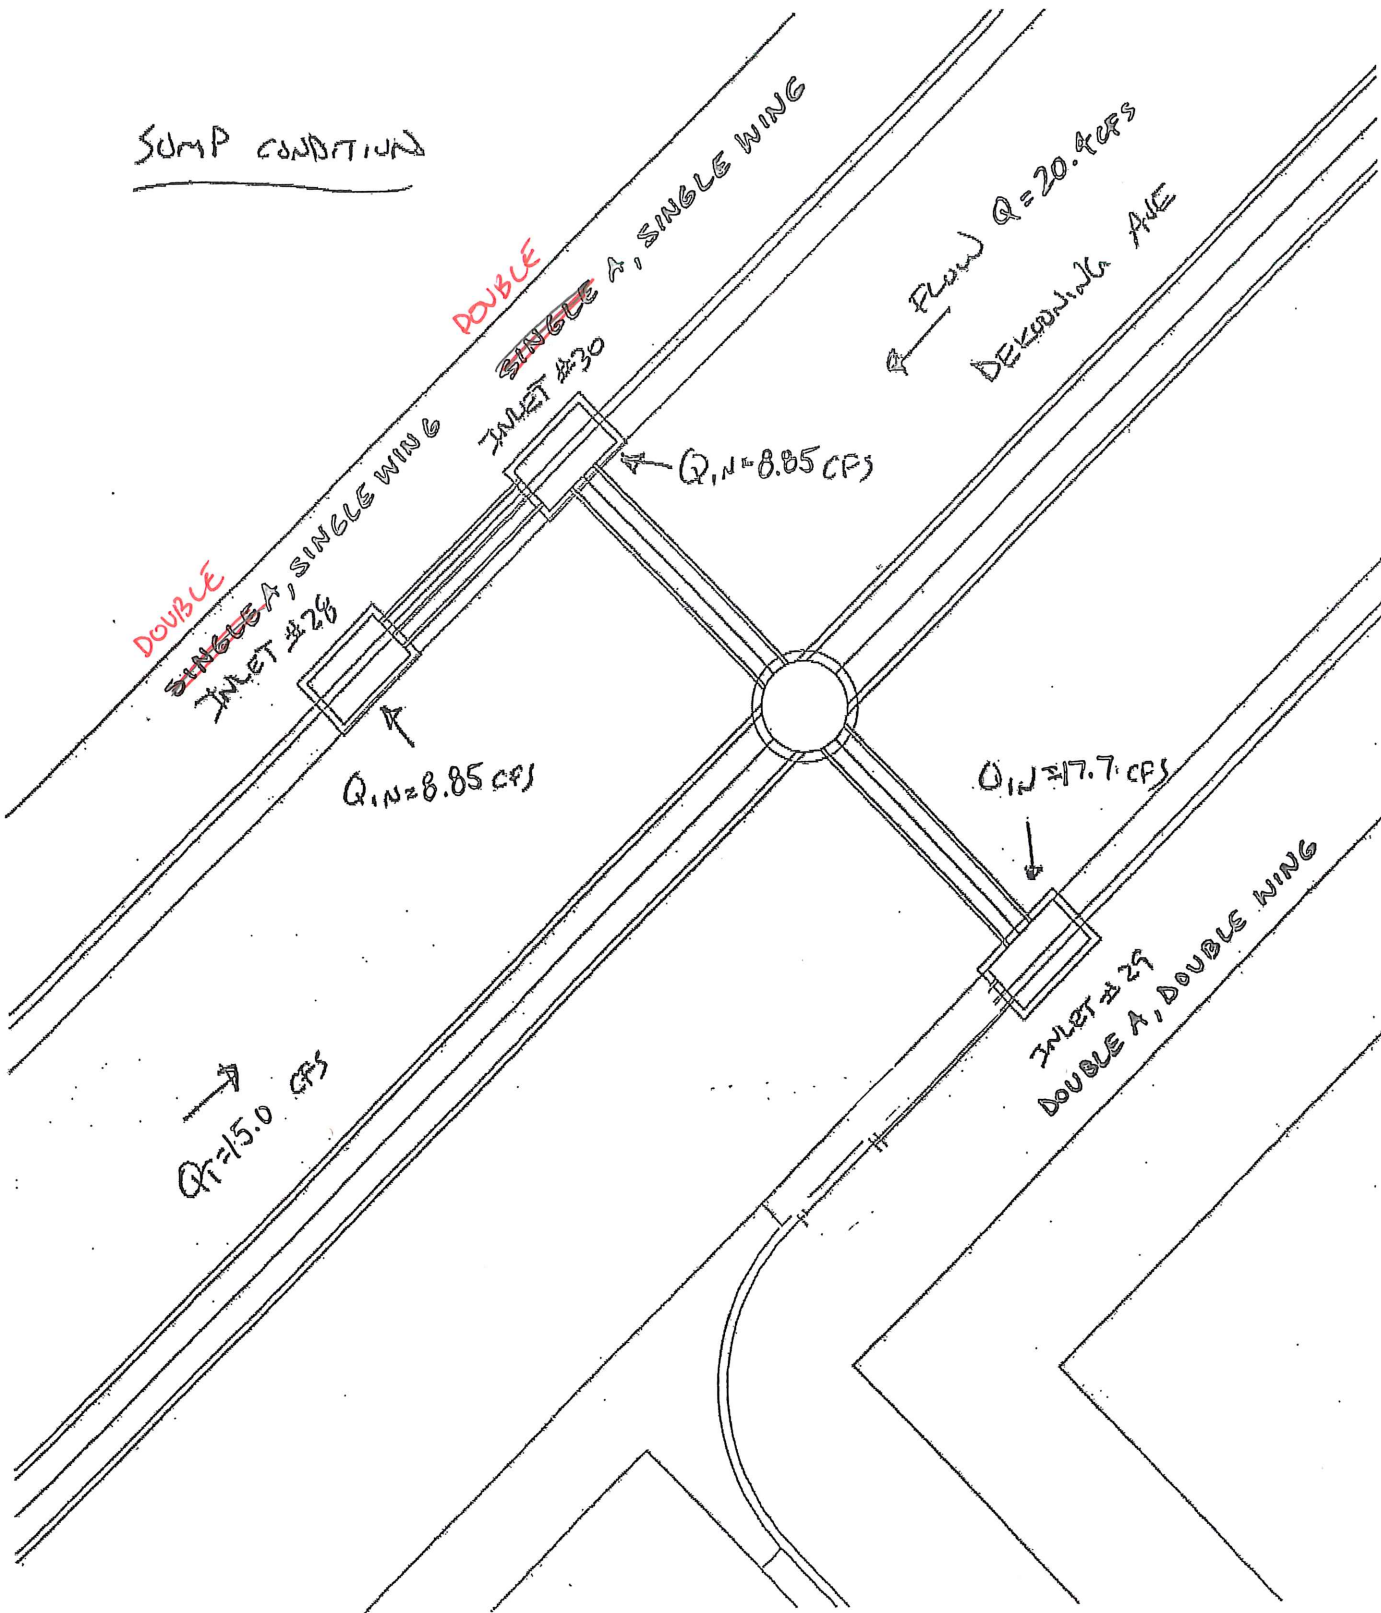 SUMP CONDITION
DOUBLE
SINGLE A, SINGLE WING
INLET #30
FLOW Q=20.4CFS
DEKOONING AVE
QIN=8.85 CFS
DOUBLE
SINGLE A, SINGLE WING
INLET #28
QIN=8.85 CFS
QIN=17.7 CFS
INLET #29
DOUBLE A, DOUBLE WING
QT=15.0 CFS